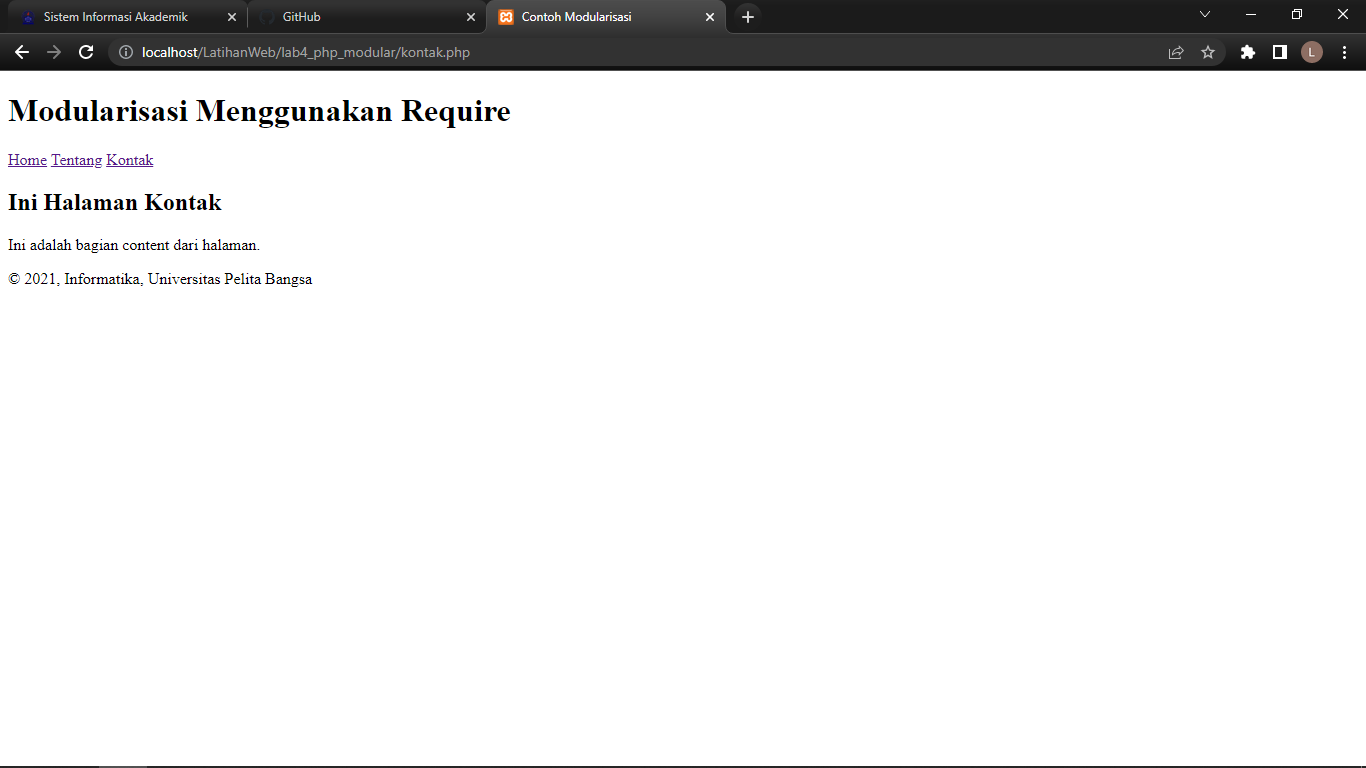 Sistem Informasi Akademik
GitHub
Contoh Modularisasi
localhost/LatihanWeb/lab4_php_modular/kontak.php
L
Modularisasi Menggunakan Require
Home Tentang Kontak
Ini Halaman Kontak
Ini adalah bagian content dari halaman.
© 2021, Informatika, Universitas Pelita Bangsa